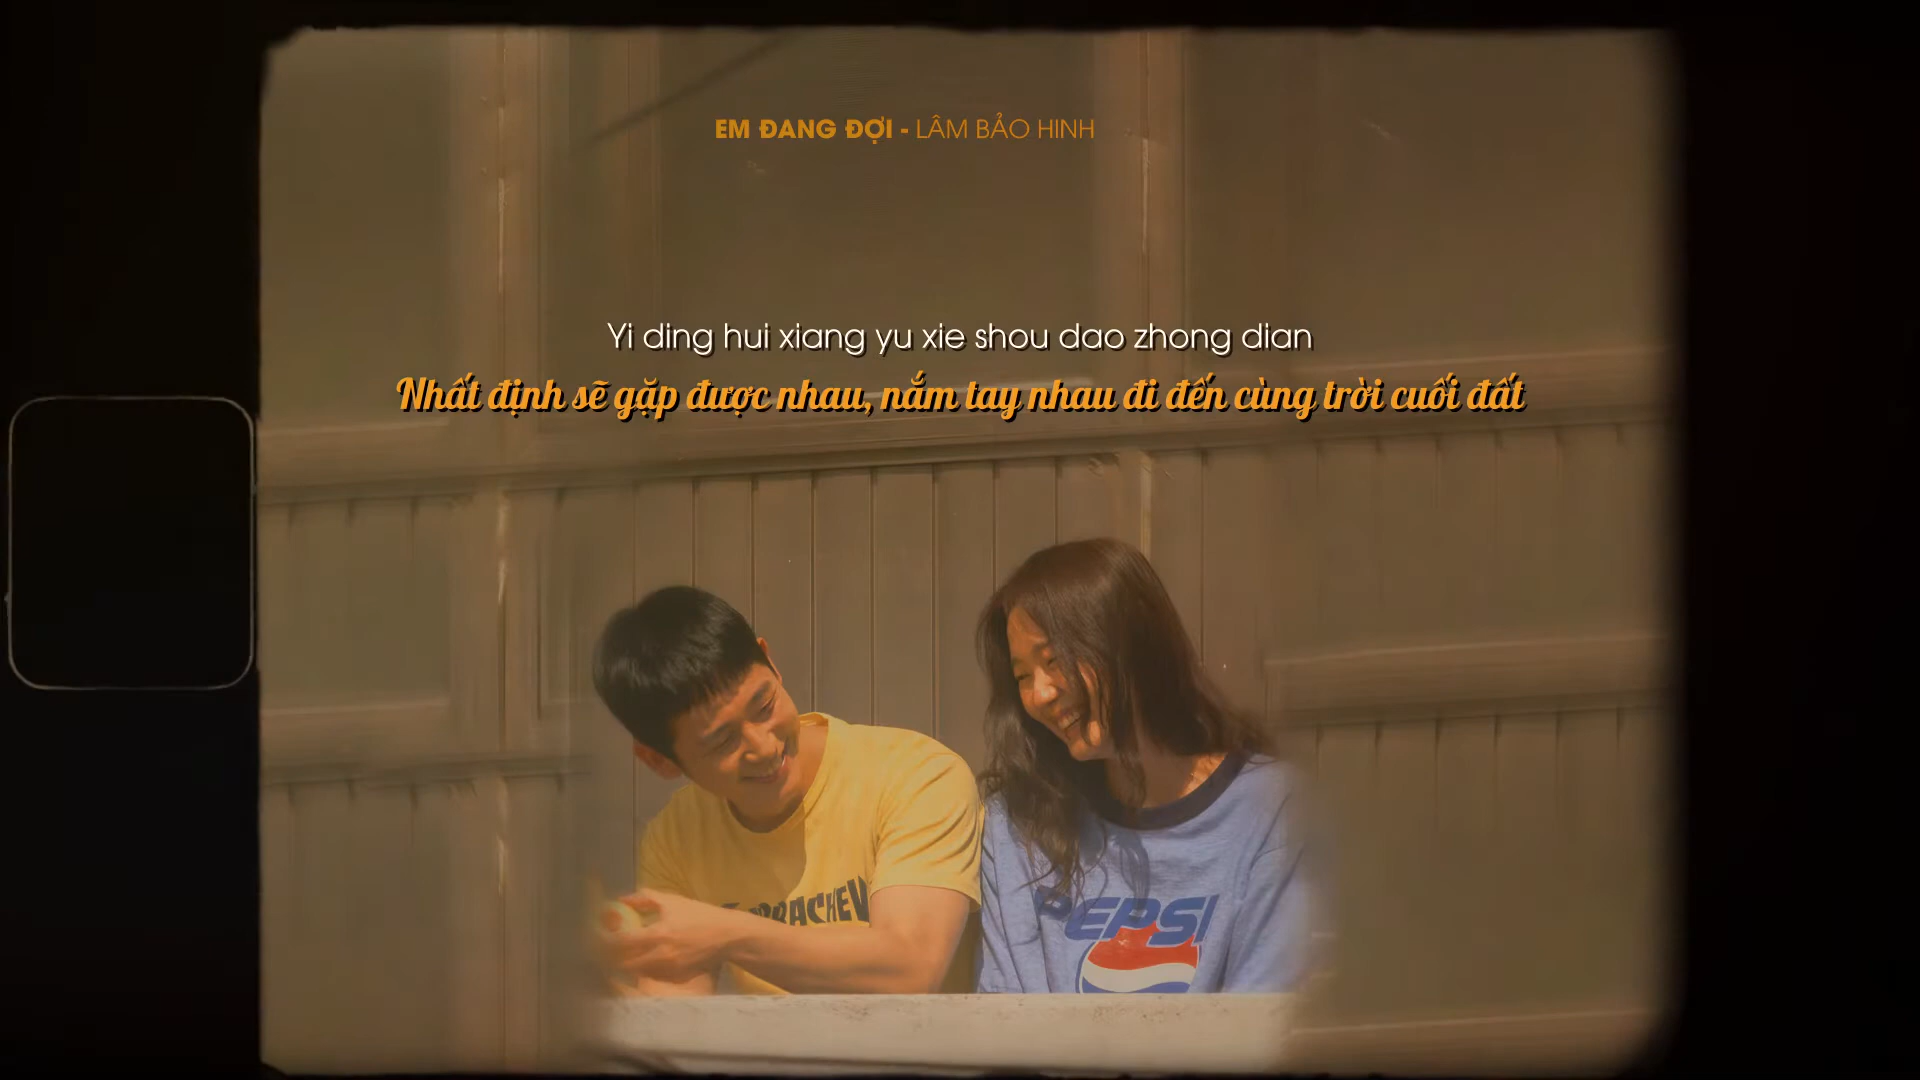 EM ĐANG ĐỢI - LÂM BẢO HINH
Yi ding hui xiang yu xie shou dao zhong dian
Nhất định sẽ gặp được nhau, nắm tay nhau đi đến cùng trời cuối đất
PEPSI